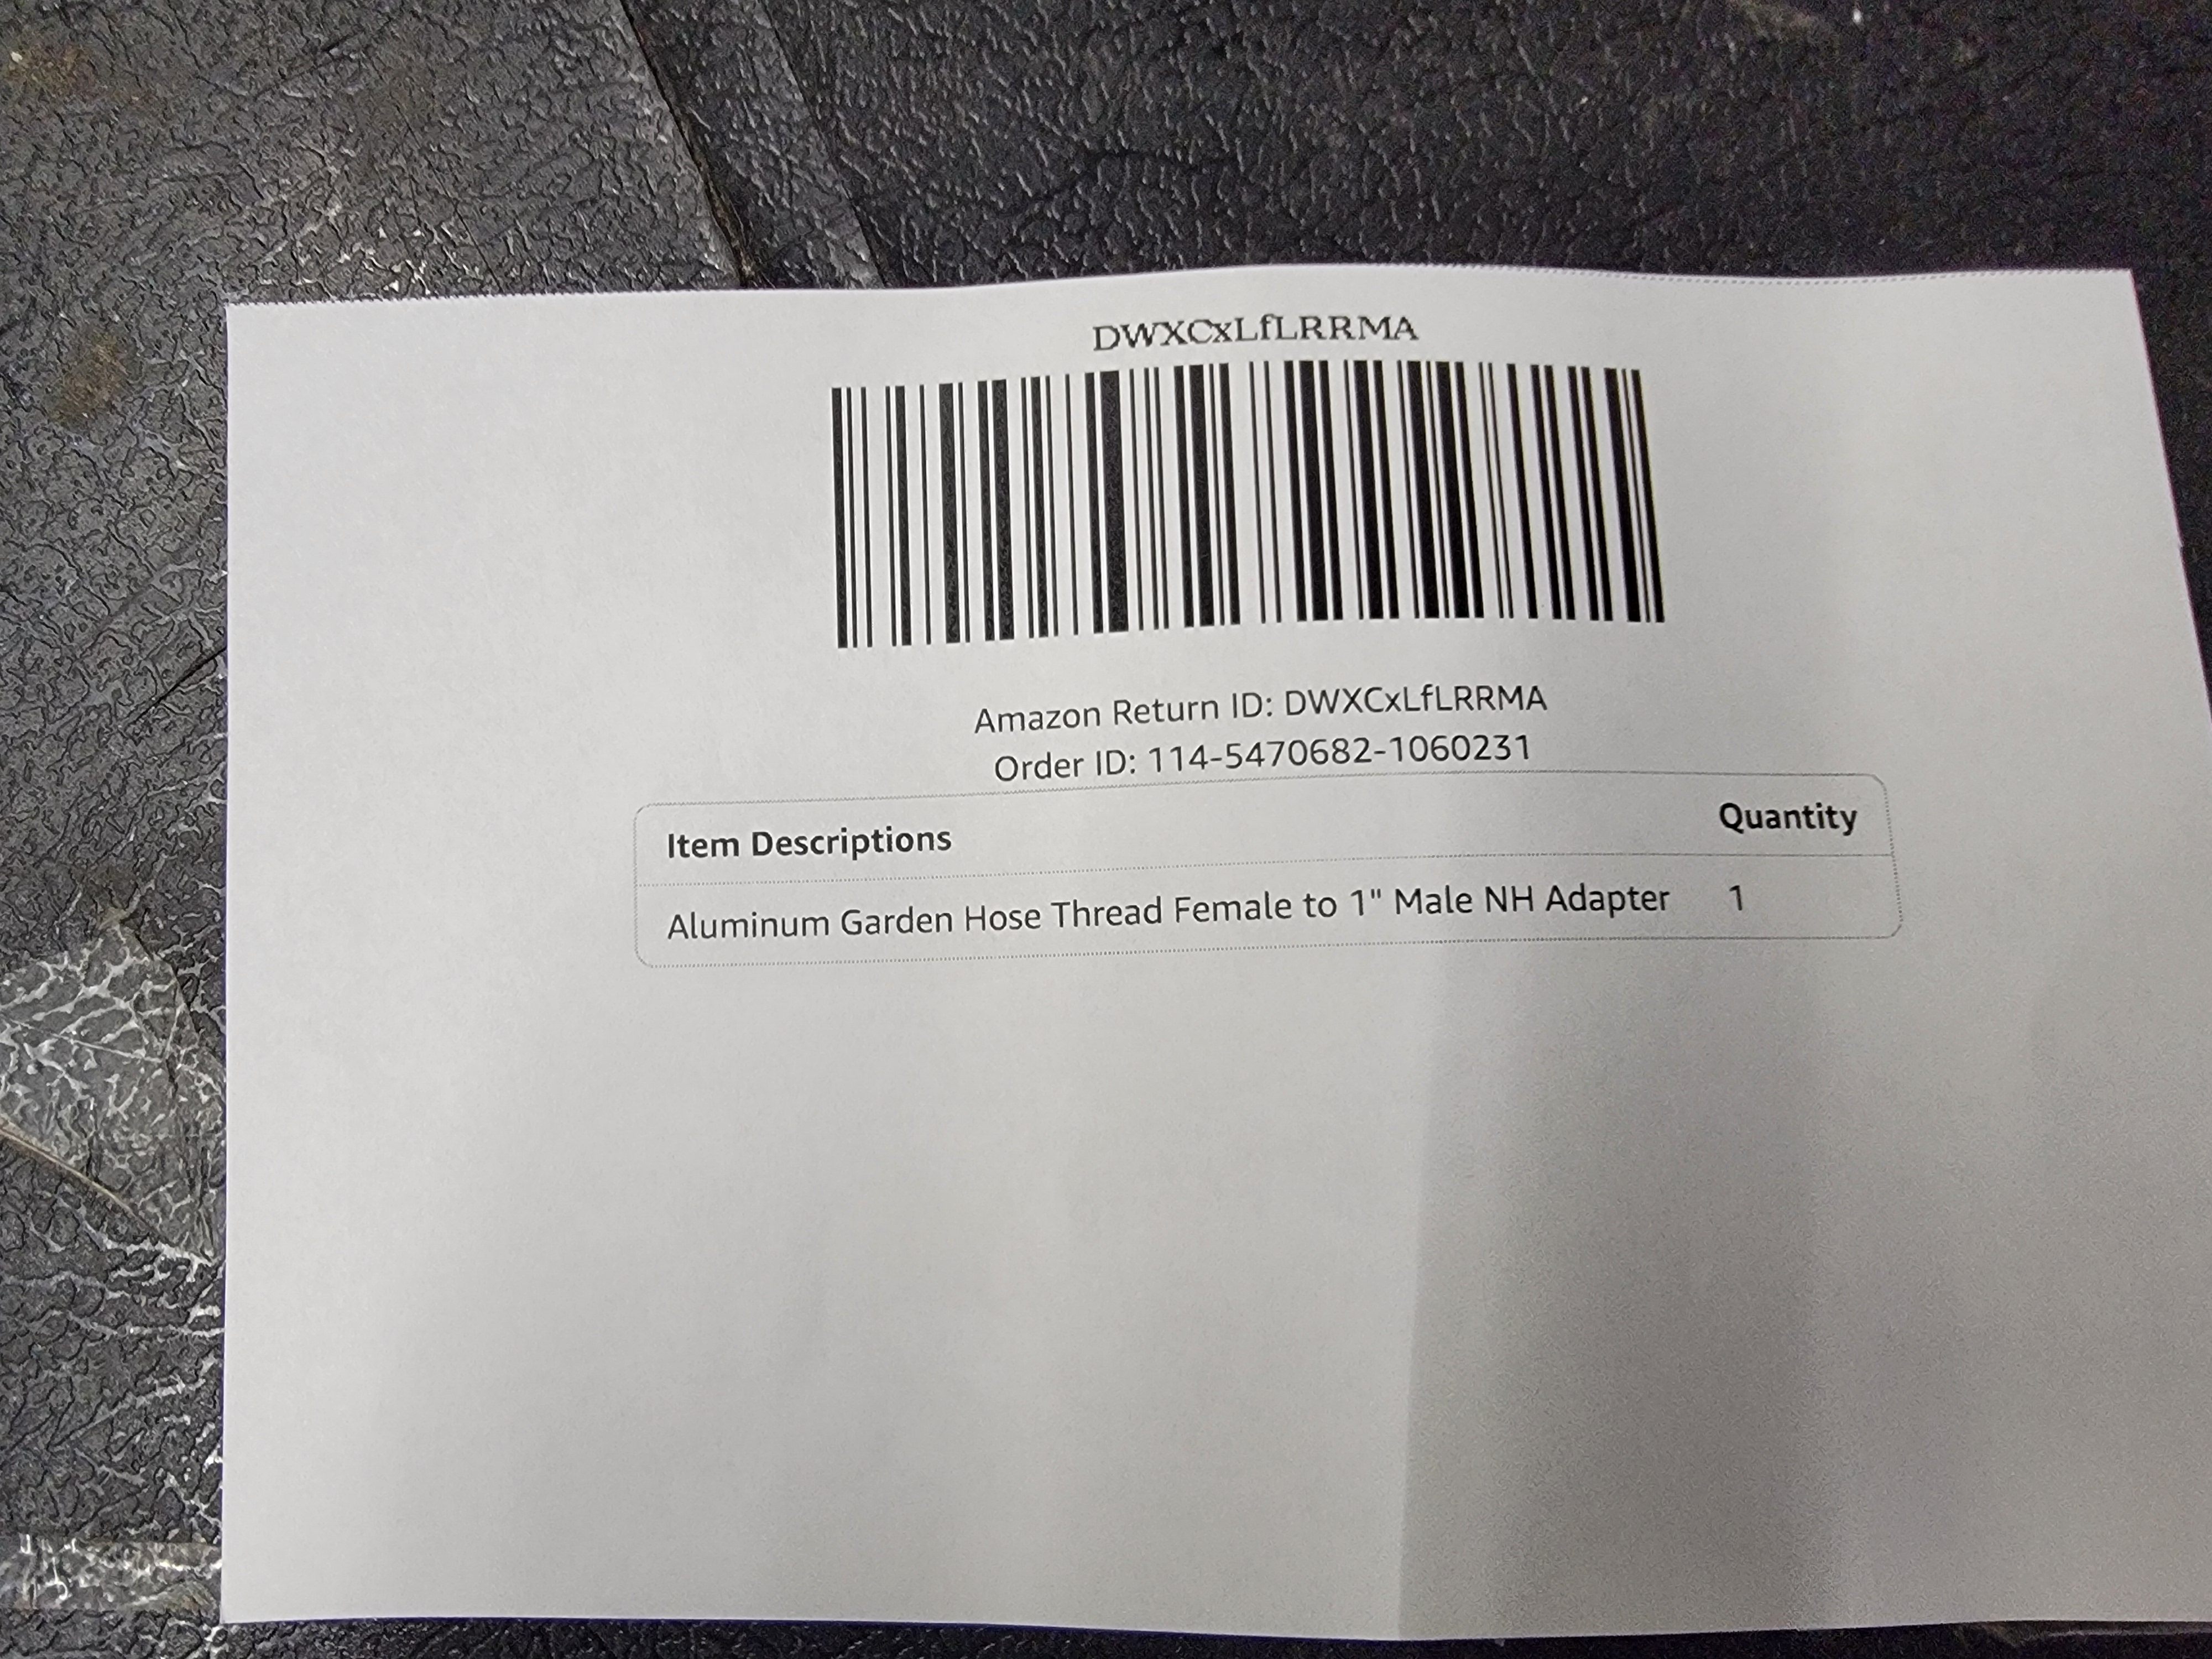 DWXCxLfLRRMA
Amazon Return ID: DWXCxLfLRRMA
Order ID: 114-5470682-1060231
Item Descriptions Quantity
Aluminum Garden Hose Thread Female to 1" Male NH Adapter 1